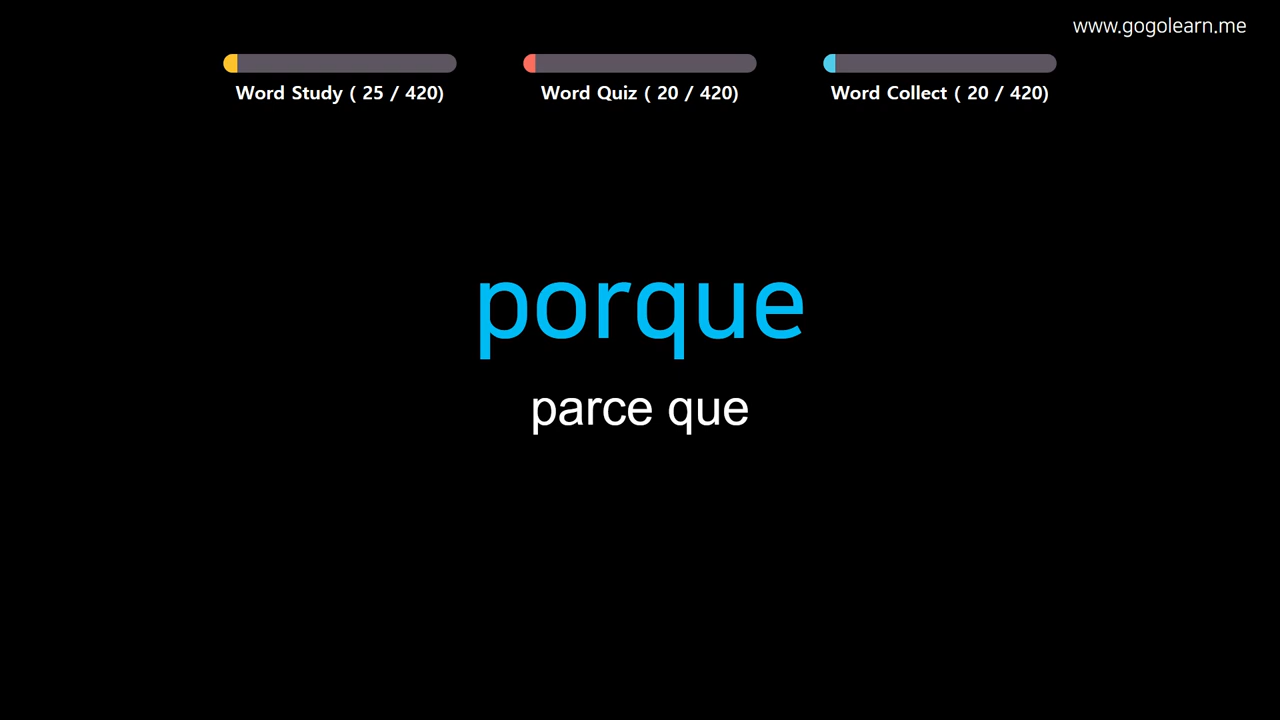 www.gogolearn.me
Word Study ( 25 / 420)
Word Quiz ( 20 / 420)
Word Collect ( 20 / 420)
porque
parce que